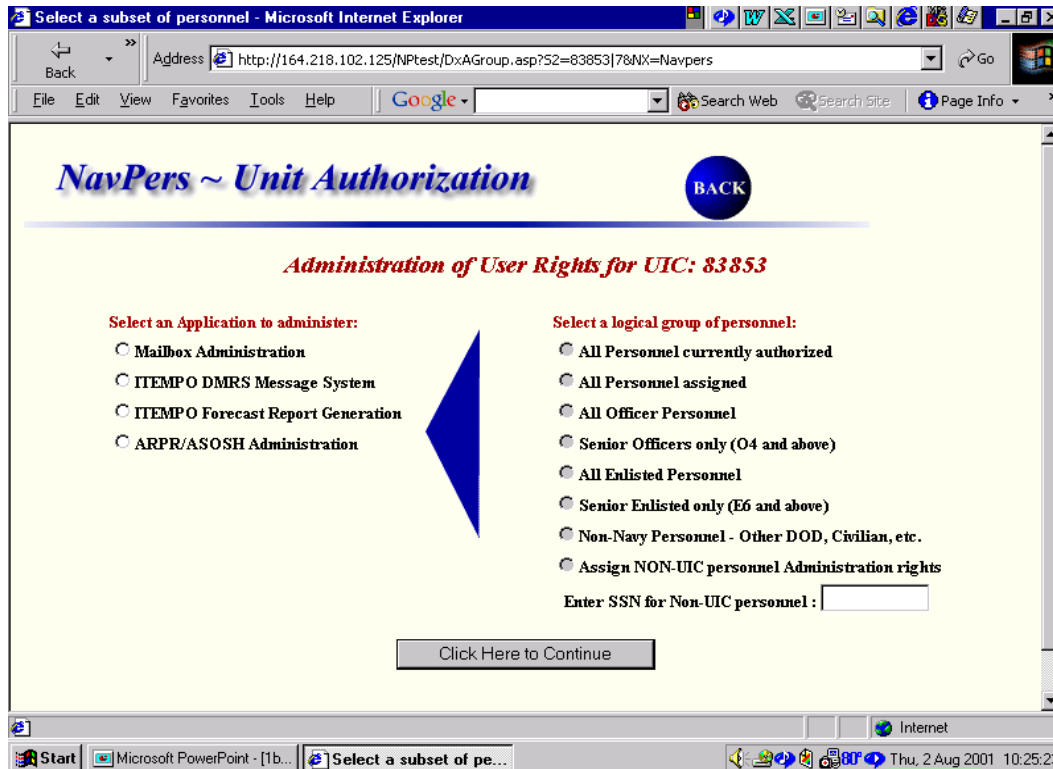 Select a subset of personnel - Microsoft Internet Explorer
Back
Address http://164.218.102.125/NPtest/DxAGroup.asp?S2=83853|7&NX=Navpers
Go
File Edit View Favorites Tools Help
Google
Search Web
Search Site
Page Info
NavPers ~ Unit Authorization
BACK
Administration of User Rights for UIC: 83853
Select an Application to administer:
Mailbox Administration
ITEMPO DMRS Message System
ITEMPO Forecast Report Generation
ARPR/ASOSH Administration
Select a logical group of personnel:
All Personnel currently authorized
All Personnel assigned
All Officer Personnel
Senior Officers only (O4 and above)
All Enlisted Personnel
Senior Enlisted only (E6 and above)
Non-Navy Personnel - Other DOD, Civilian, etc.
Assign NON-UIC personnel Administration rights
Enter SSN for Non-UIC personnel :
Click Here to Continue
Internet
Start
Microsoft PowerPoint - [1b...
Select a subset of pe...
80° Thu, 2 Aug 2001 10:25:2